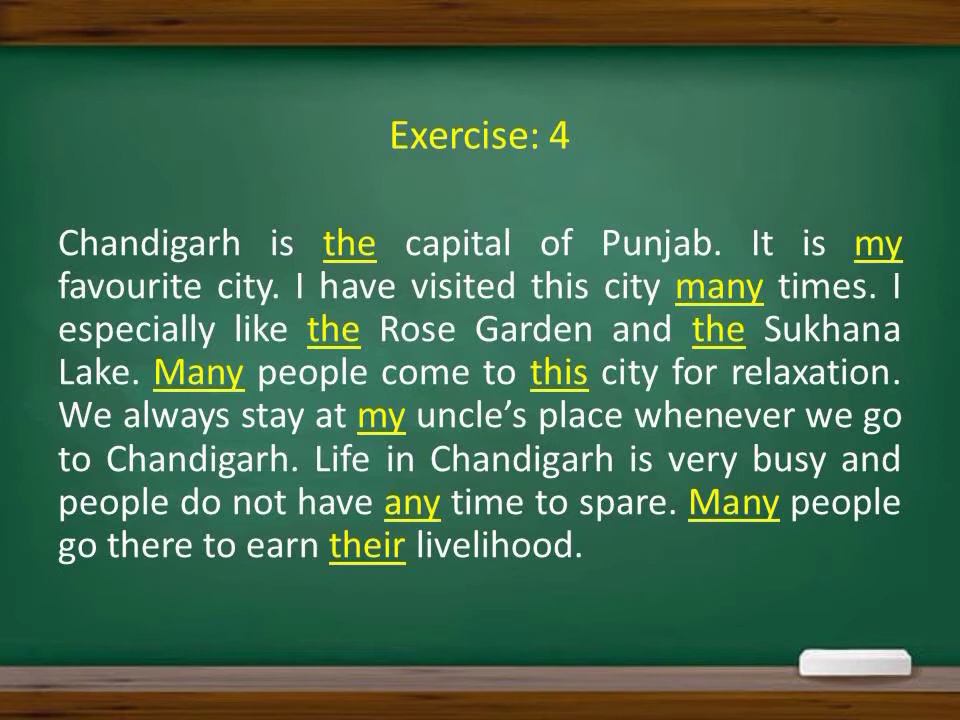 Exercise: 4
Chandigarh is the capital of Punjab. It is my
favourite city. I have visited this city many times. I
especially like the Rose Garden and the Sukhana
Lake. Many people come to this city for relaxation.
We always stay at my uncle’s place whenever we go
to Chandigarh. Life in Chandigarh is very busy and
people do not have any time to spare. Many people
go there to earn their livelihood.